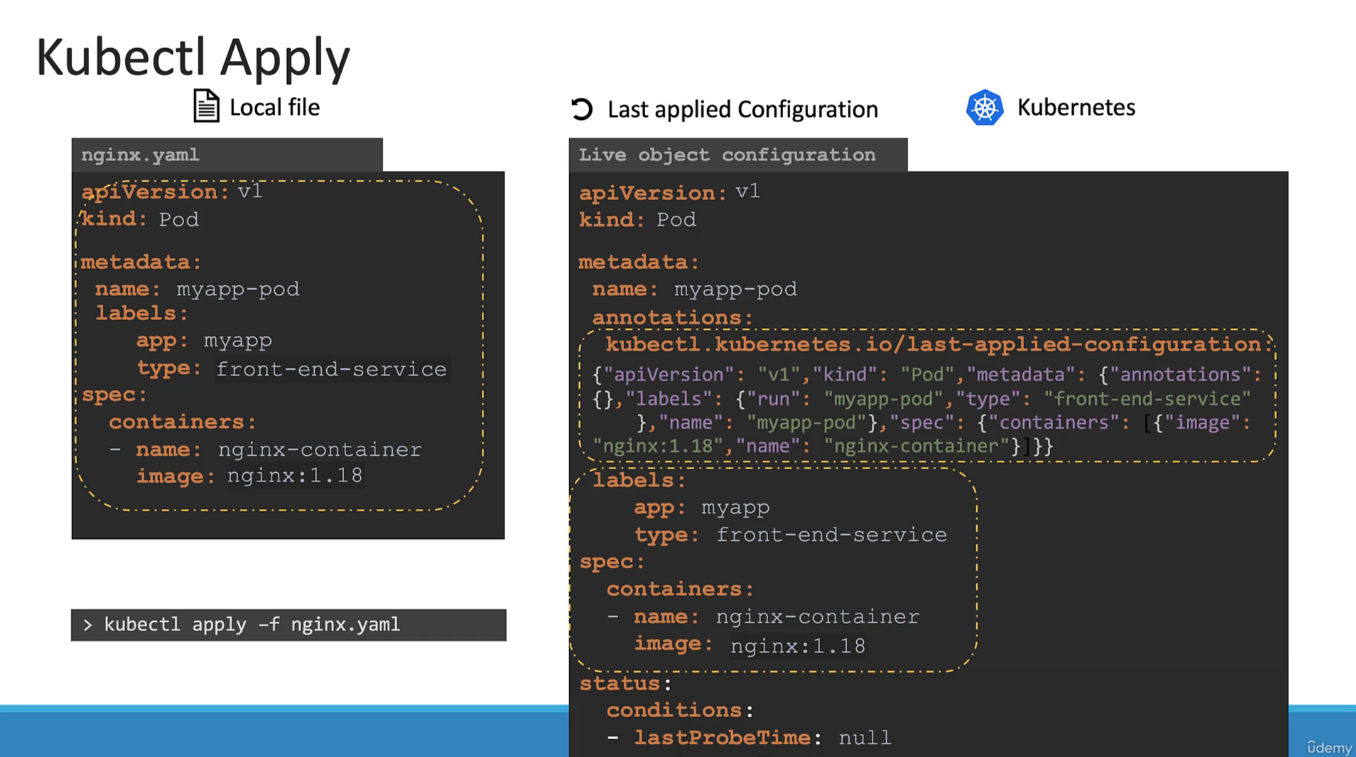 Kubectl Apply
Local file
nginx.yaml
apiVersion: v1
kind: Pod
metadata:
name: myapp-pod
labels:
app: myapp
type: front-end-service
spec:
containers:
- name: nginx-container
image: nginx:1.18
> kubectl apply –f nginx.yaml
Last applied Configuration
Kubernetes
Live object configuration
apiVersion: v1
kind: Pod
metadata:
name: myapp-pod
annotations:
kubectl.kubernetes.io/last-applied-configuration:
{"apiVersion": "v1","kind": "Pod","metadata": {"annotations":
{},"labels": {"run": "myapp-pod","type": "front-end-service"
},"name": "myapp-pod"},"spec": {"containers": [{"image":
"nginx:1.18","name": "nginx-container"}]}}
labels:
app: myapp
type: front-end-service
spec:
containers:
- name: nginx-container
image: nginx:1.18
status:
conditions:
- lastProbeTime: null
ûdemy